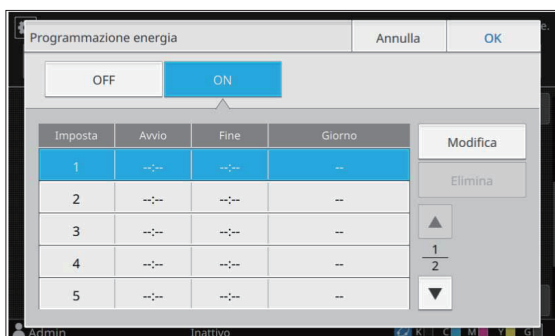 Programmazione energia Annulla OK
OFF ON
Imposta Avvio Fine Giorno
Modifica
1 --:-- --:-- --
Elimina
2 --:-- --:-- --
3 --:-- --:-- --
1
4 --:-- --:-- --
2
5 --:-- --:-- --
Admin Inattivo K C M Y G